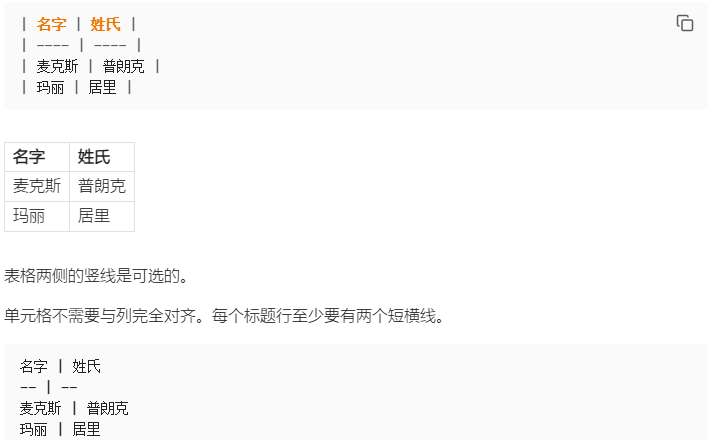 | 名字 | 姓氏 |
| ---- | ---- |
| 麦克斯 | 普朗克 |
| 玛丽 | 居里 |
名字 姓氏
麦克斯 普朗克
玛丽 居里
表格两侧的竖线是可选的。
单元格不需要与列完全对齐。每个标题行至少要有两个短横线。
名字 | 姓氏
-- | --
麦克斯 | 普朗克
玛丽 | 居里